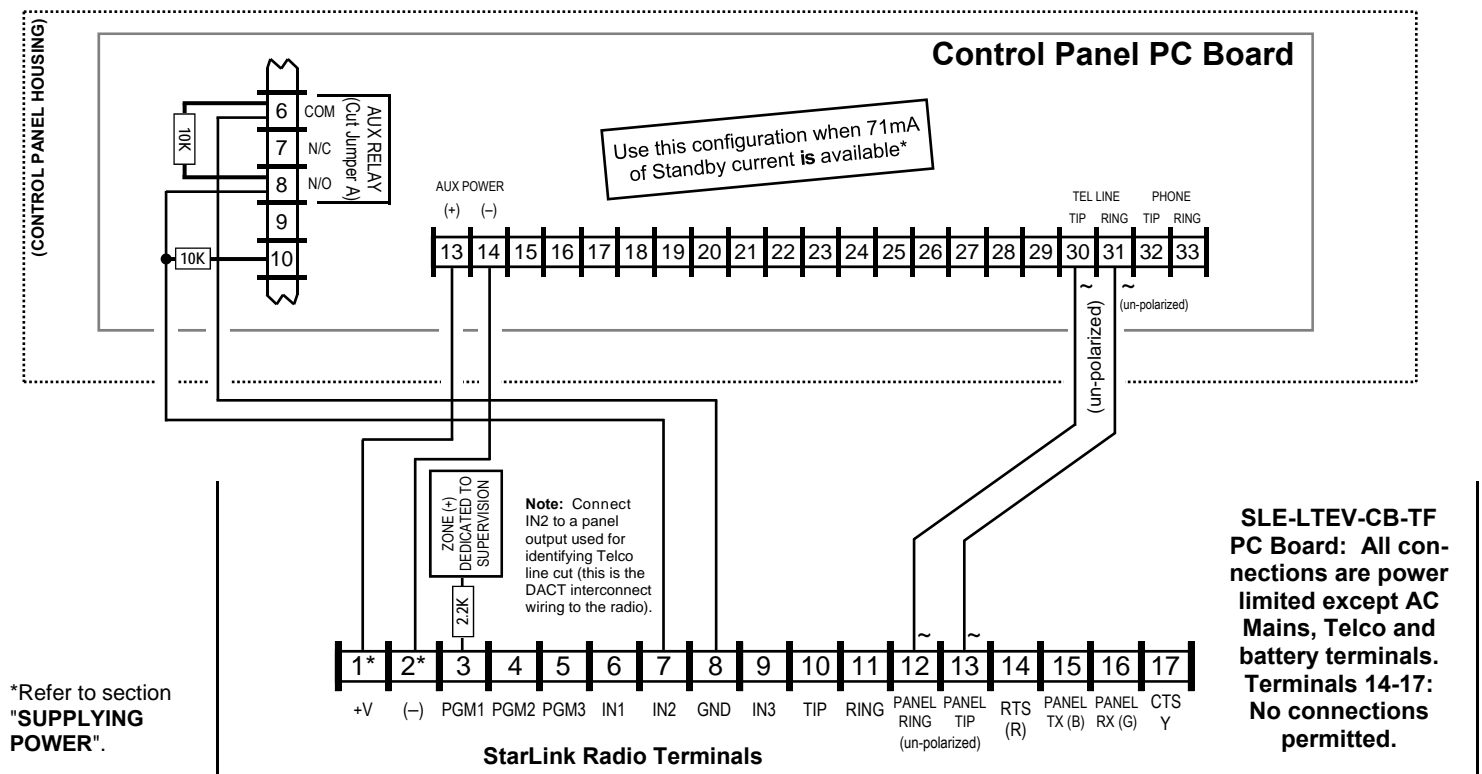 (CONTROL PANEL HOUSING)
Control Panel PC Board
6 COM
7 N/C
8 N/O
9
10
10K
10K
AUX RELAY
(Cut Jumper A)
Use this configuration when 71mA
of Standby current is available*
AUX POWER
(+) (–)
TEL LINE PHONE
TIP RING TIP RING
13 14 15 16 17 18 19 20 21 22 23 24 25 26 27 28 29 30 31 32 33
~ ~
(un-polarized)
(un-polarized)
ZONE (+)
DEDICATED TO
SUPERVISION
2.2K
Note: Connect
IN2 to a panel
output used for
identifying Telco
line cut (this is the
DACT interconnect
wiring to the radio).
SLE-LTEV-CB-TF
PC Board: All con-
nections are power
limited except AC
Mains, Telco and
battery terminals.
Terminals 14-17:
No connections
permitted.
~ ~
1* 2* 3 4 5 6 7 8 9 10 11 12 13 14 15 16 17
+V (–) PGM1 PGM2 PGM3 IN1 IN2 GND IN3 TIP RING
PANEL
RING
PANEL
TIP
(un-polarized)
RTS
(R)
PANEL
TX (B)
PANEL
RX (G)
CTS
Y
StarLink Radio Terminals
*Refer to section
"SUPPLYING
POWER".